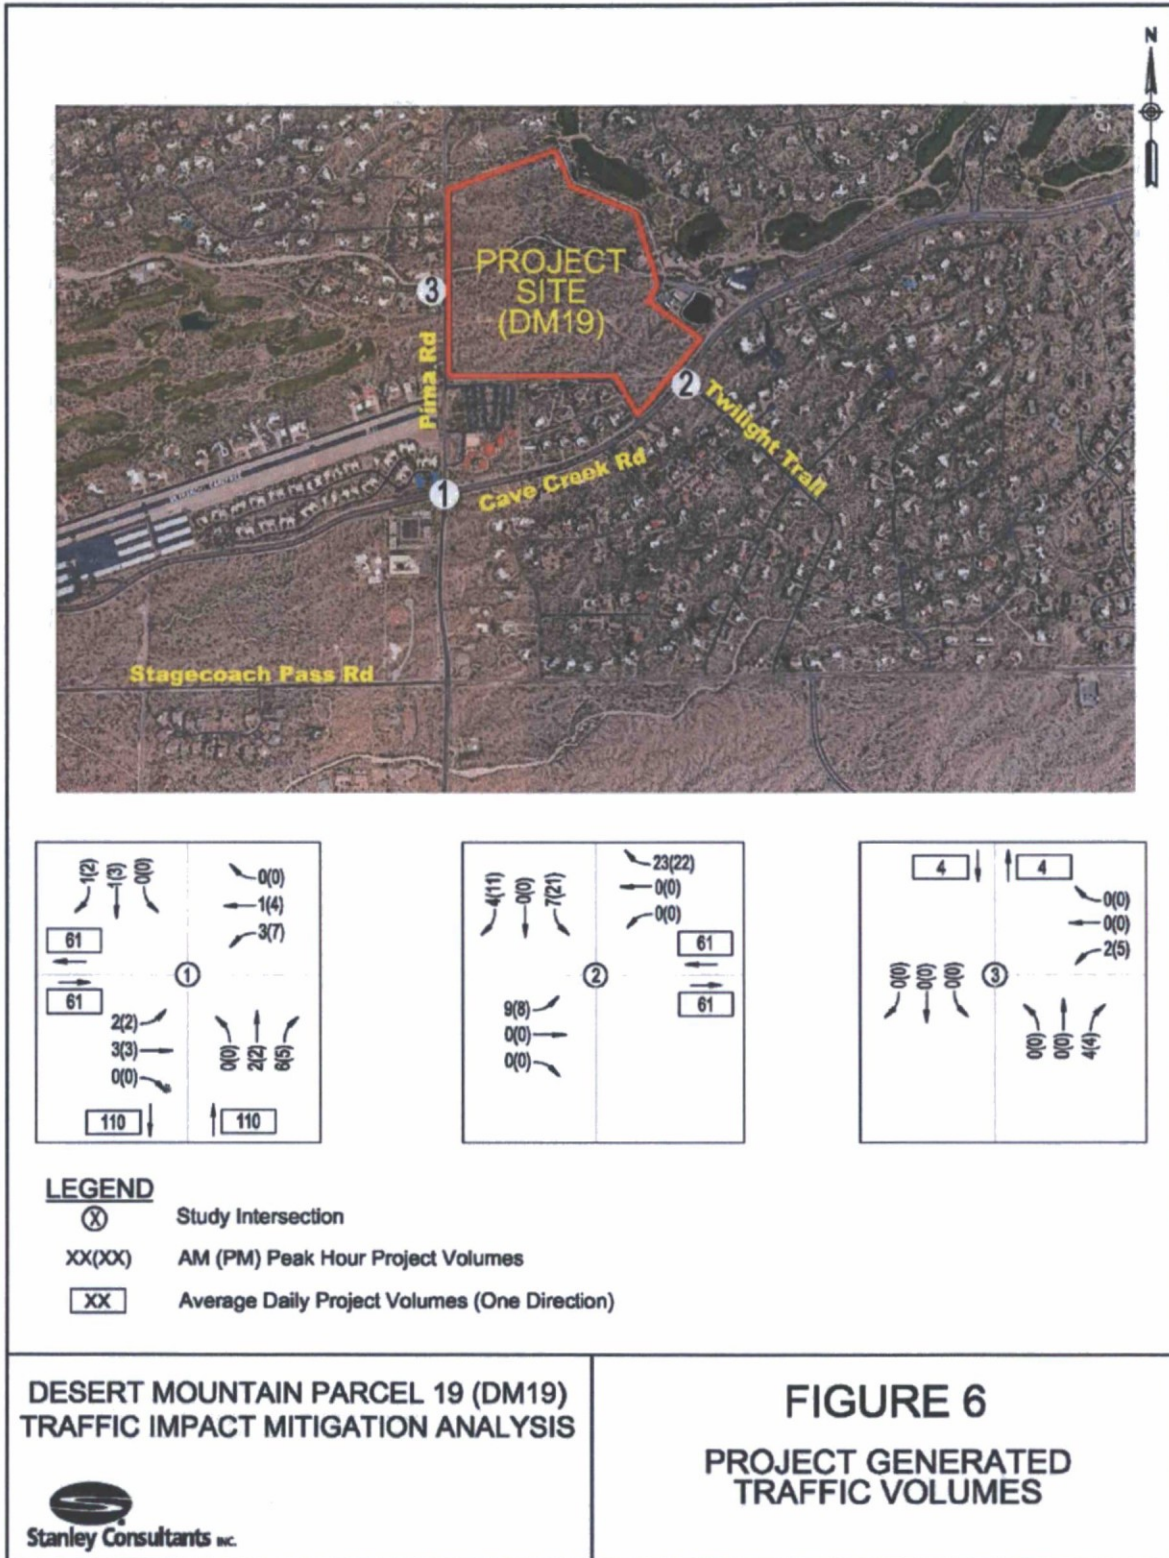 N
PROJECT
SITE
(DM19)
3
Pima Rd
2
Twilight Trail
Cave Creek Rd
1
Stagecoach Pass Rd
1(2)
1(3)
0(0)
0(0)
1(4)
3(7)
61
1
61
2(2)
3(3)
0(0)
0(0)
2(2)
6(5)
110
110
4(11)
0(0)
7(21)
23(22)
0(0)
0(0)
61
2
61
9(8)
0(0)
0(0)
4
4
0(0)
0(0)
2(5)
0(0)
0(0)
0(0)
3
0(0)
0(0)
4(4)
LEGEND
X Study Intersection
XX(XX) AM (PM) Peak Hour Project Volumes
XX Average Daily Project Volumes (One Direction)
DESERT MOUNTAIN PARCEL 19 (DM19)
TRAFFIC IMPACT MITIGATION ANALYSIS
Stanley Consultants INC.
FIGURE 6
PROJECT GENERATED
TRAFFIC VOLUMES